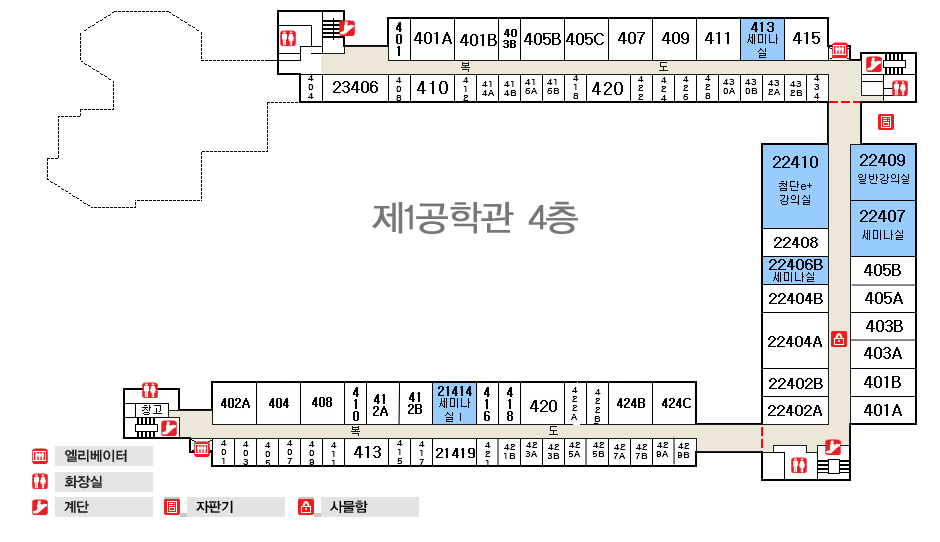 401
401A
401B
403B
405B
405C
407
409
411
413
세미나
실
415
복
도
404
23406
408
410
412
414A
414B
416A
416B
418
420
422
424
426
428
430A
430B
432A
432B
434
22410
첨단e+
강의실
22409
일반강의실
22407
세미나실
제1공학관 4층
22408
22406B
세미나실
405B
22404B
405A
403B
22404A
403A
22402B
401B
22402A
401A
402A
404
408
410
412A
412B
21414
세미나
실 I
416
418
420
422A
422B
424B
424C
창고
복
도
401
403
405
407
409
411
413
415
417
21419
421
421B
423A
423B
425A
425B
427A
427B
429A
429B
엘리베이터
화장실
계단
자판기
사물함